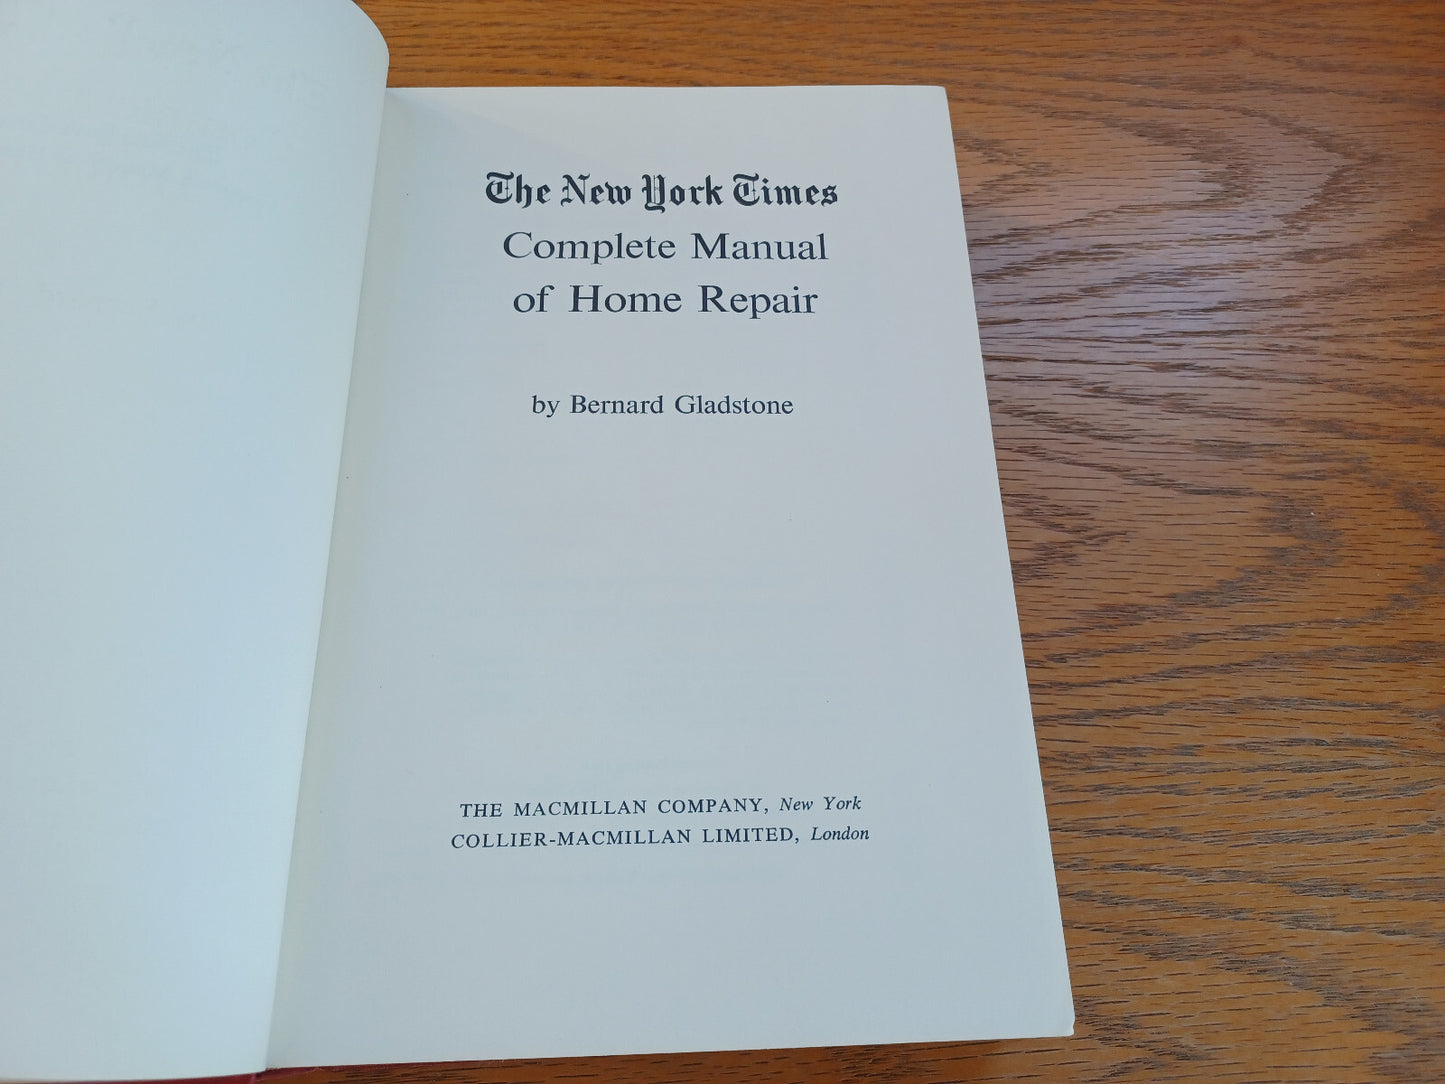 The New York Times
Complete Manual
of Home Repair
by Bernard Gladstone
THE MACMILLAN COMPANY, New York
COLLIER-MACMILLAN LIMITED, London